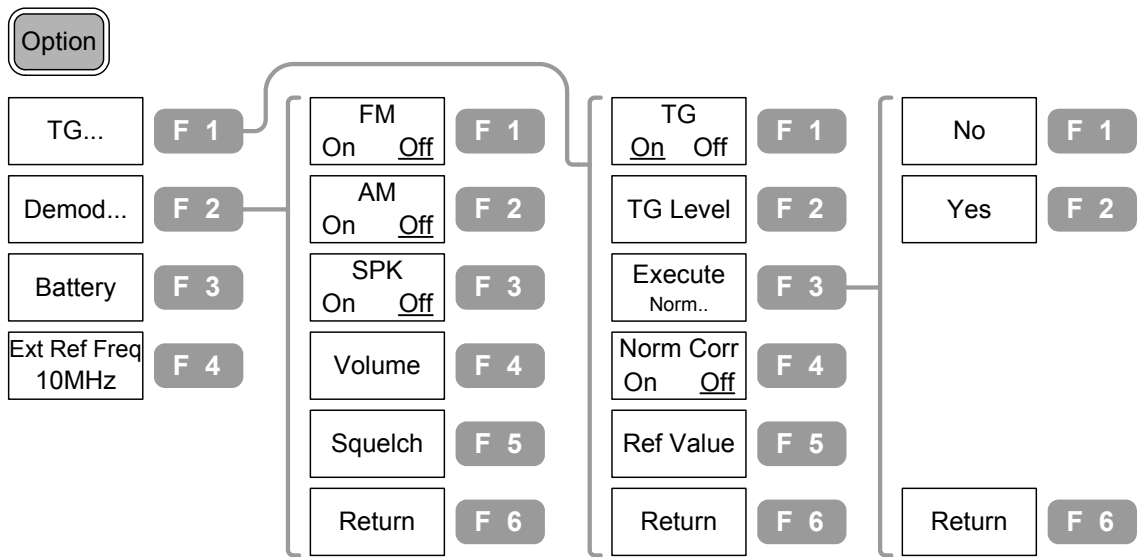 Option
TG...
F 1
Demod...
F 2
Battery
F 3
Ext Ref Freq
10MHz
F 4
FM
On Off
F 1
AM
On Off
F 2
SPK
On Off
F 3
Volume
F 4
Squelch
F 5
Return
F 6
TG
On Off
F 1
TG Level
F 2
Execute
Norm..
F 3
Norm Corr
On Off
F 4
Ref Value
F 5
Return
F 6
No
F 1
Yes
F 2
Return
F 6